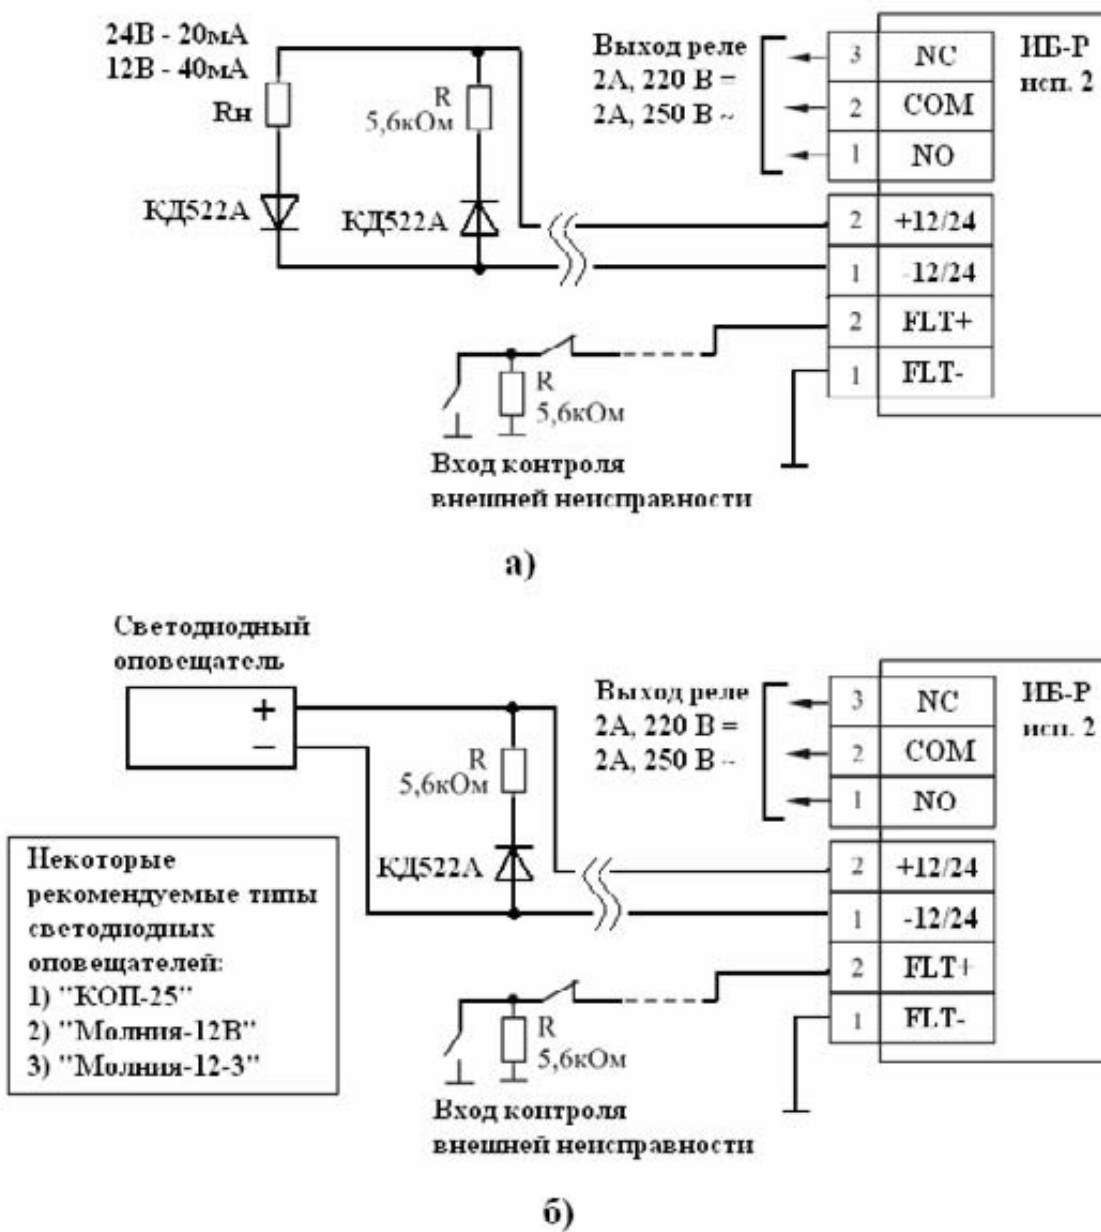 24В - 20мА
12В - 40мА
Rн
R
5,6кОм
КД522А
КД522А
Выход реле
2А, 220 В =
2А, 250 В ~
3 NC
2 COM
1 NO
ИБ-Р
исп. 2
2 +12/24
1 -12/24
2 FLT+
1 FLT-
R
5,6кОм
Вход контроля
внешней неисправности
а)
Светодиодный
оповещатель
+
−
R
5,6кОм
КД522А
Выход реле
2А, 220 В =
2А, 250 В ~
3 NC
2 COM
1 NO
ИБ-Р
исп. 2
2 +12/24
1 -12/24
2 FLT+
1 FLT-
Некоторые
рекомендуемые типы
светодиодных
оповещателей:
1) "КОП-25"
2) "Молния-12В"
3) "Молния-12-3"
R
5,6кОм
Вход контроля
внешней неисправности
б)